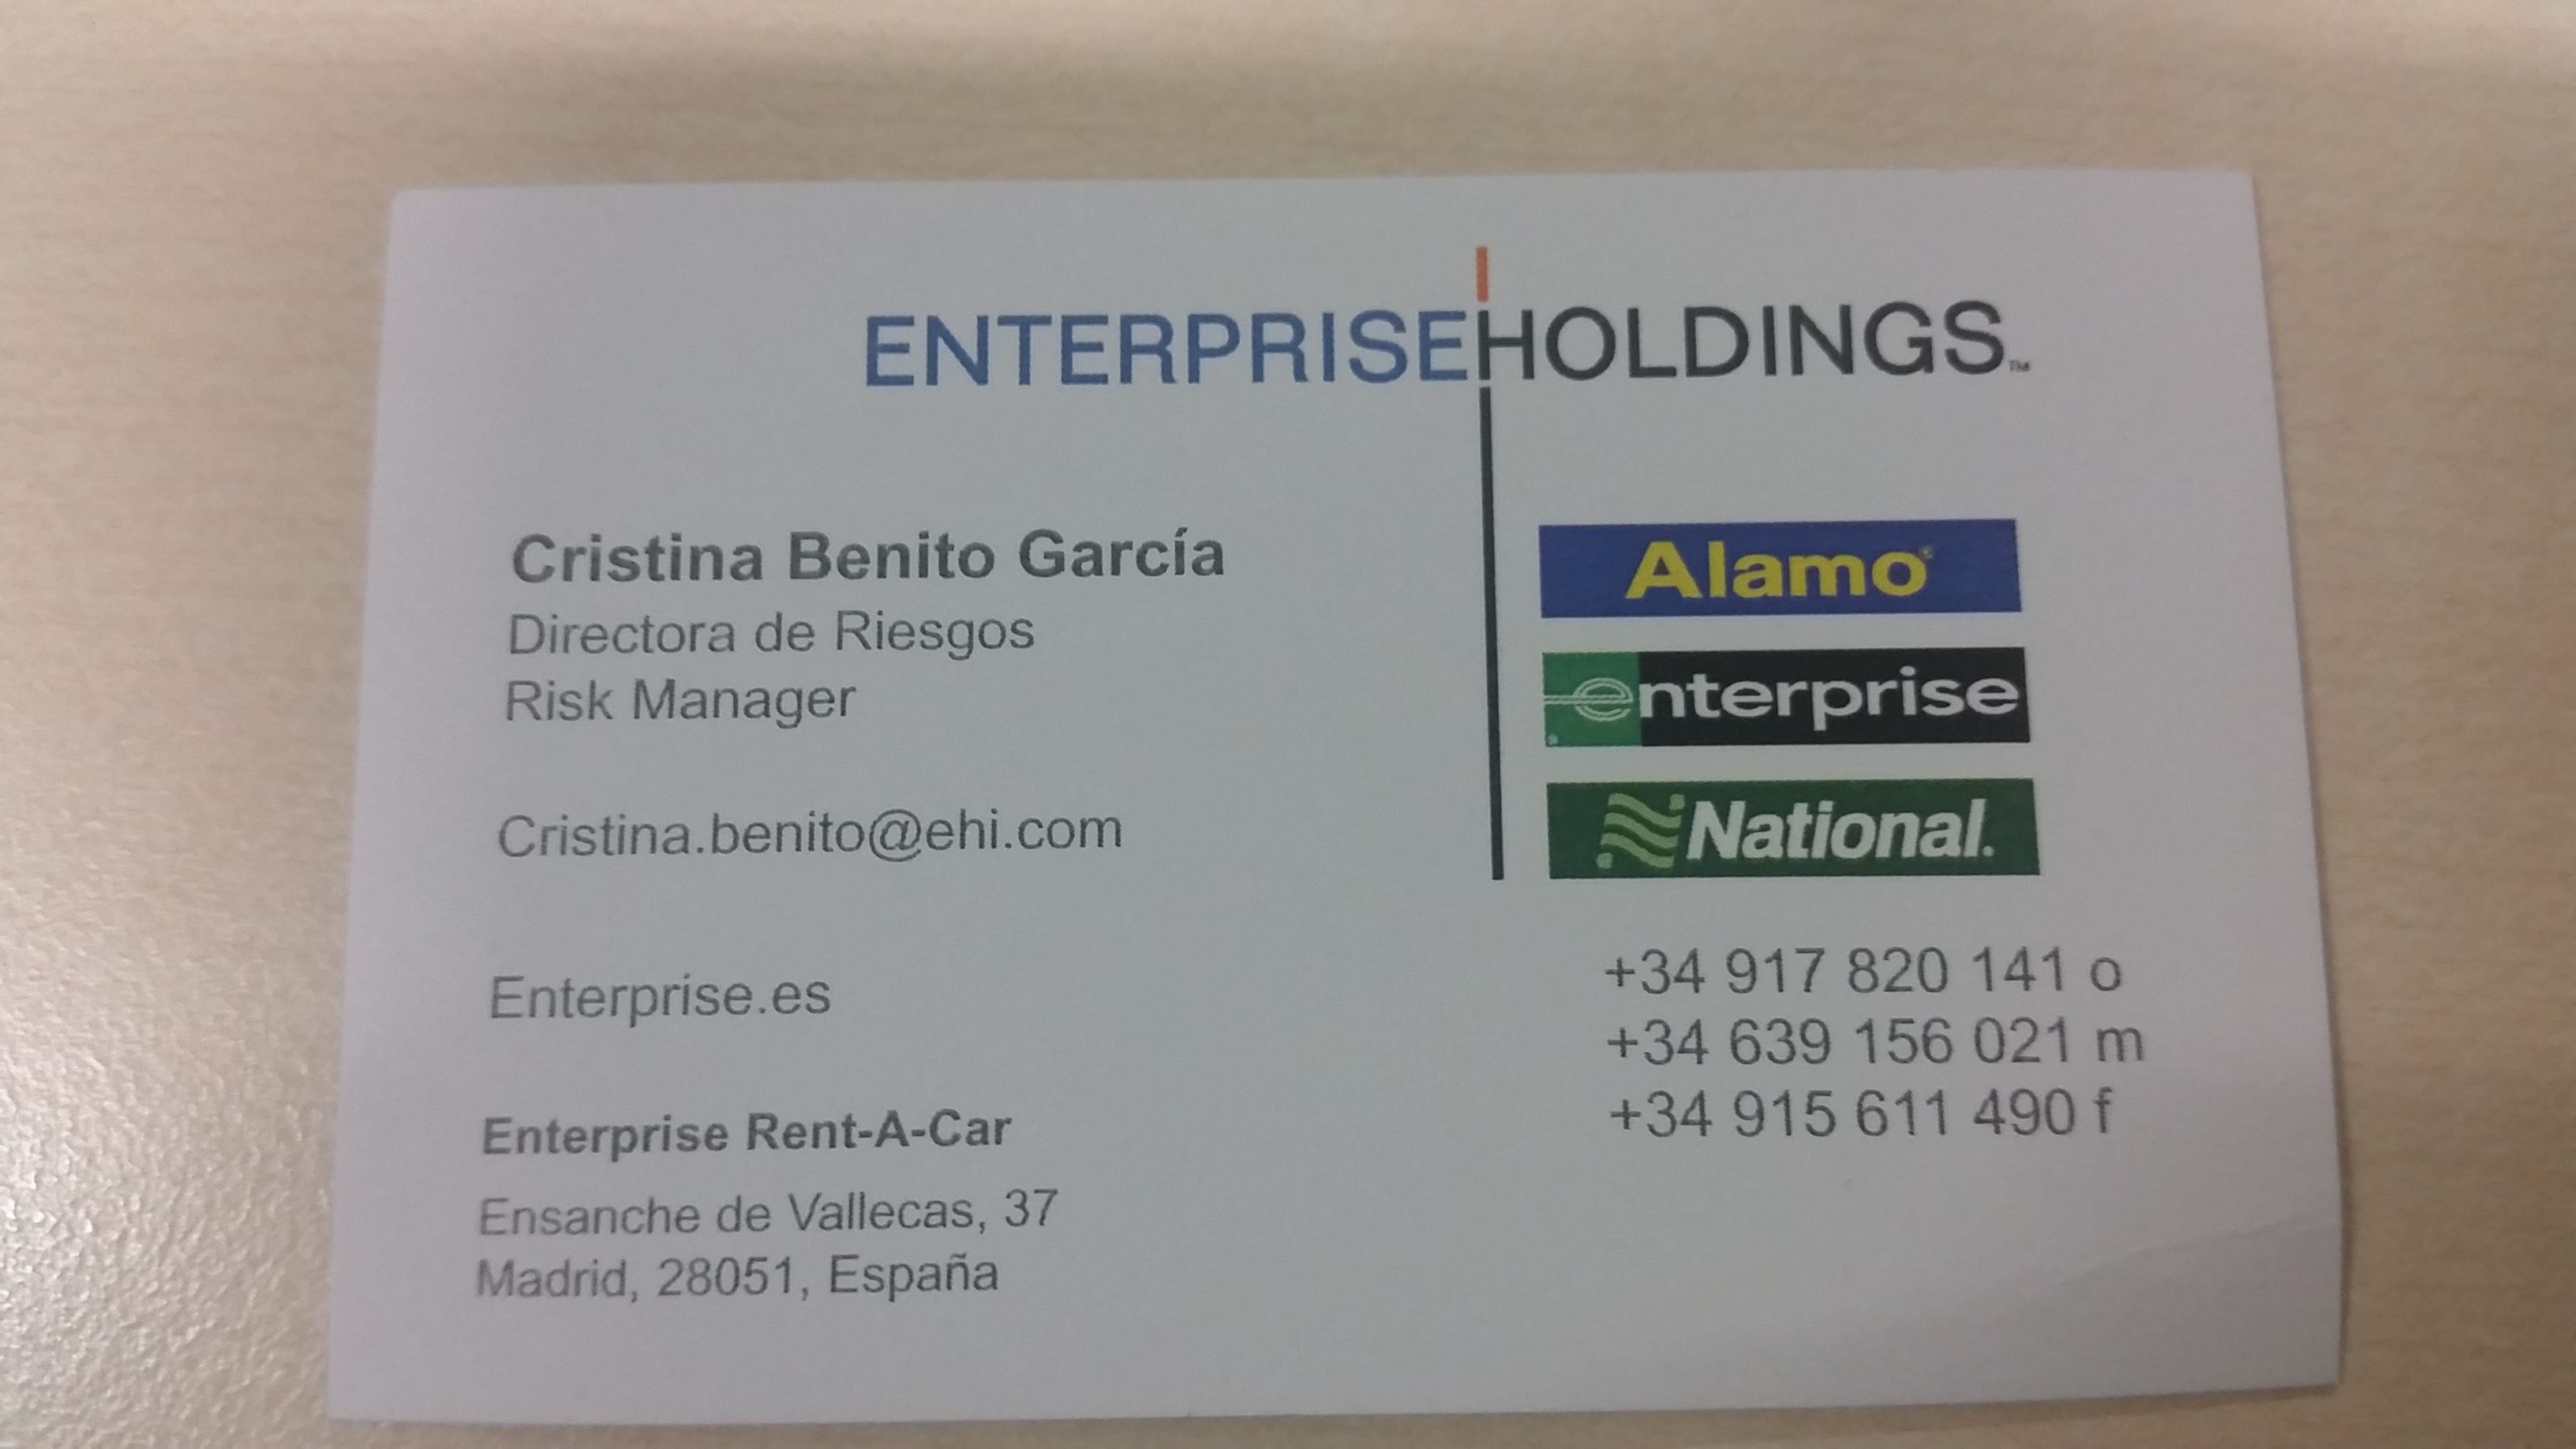 ENTERPRISEHOLDINGS™
Cristina Benito García
Directora de Riesgos
Risk Manager
Cristina.benito@ehi.com
Enterprise.es
Enterprise Rent-A-Car
Ensanche de Vallecas, 37
Madrid, 28051, España
Alamo®
enterprise
National.
+34 917 820 141 o
+34 639 156 021 m
+34 915 611 490 f